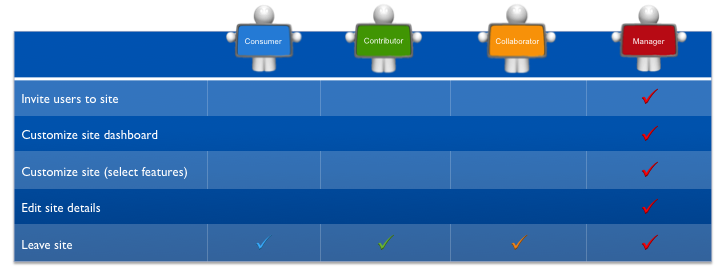 Consumer Contributor Collaborator Manager
Invite users to site
Customize site dashboard
Customize site (select features)
Edit site details
Leave site